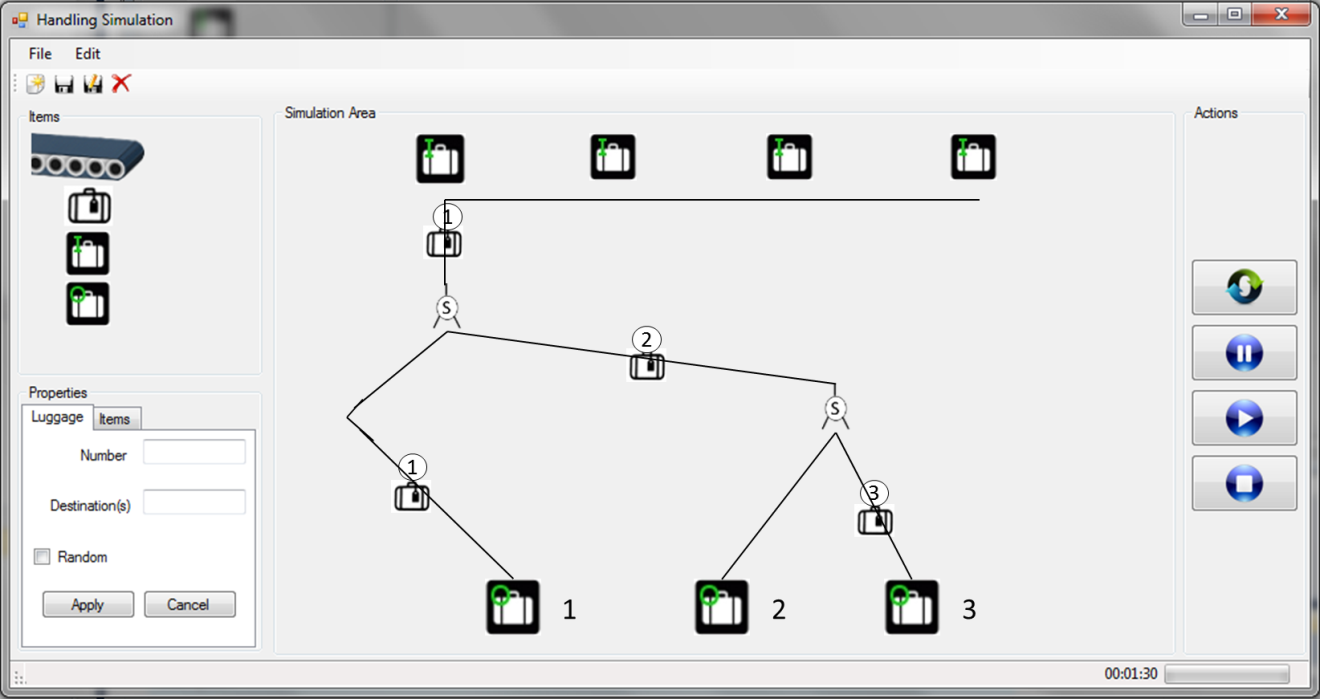 Handling Simulation
File Edit
Items
Simulation Area
Actions
1
S
2
S
Properties
Luggage Items
Number
Destination(s)
Random
Apply Cancel
1
3
1
2
3
00:01:30